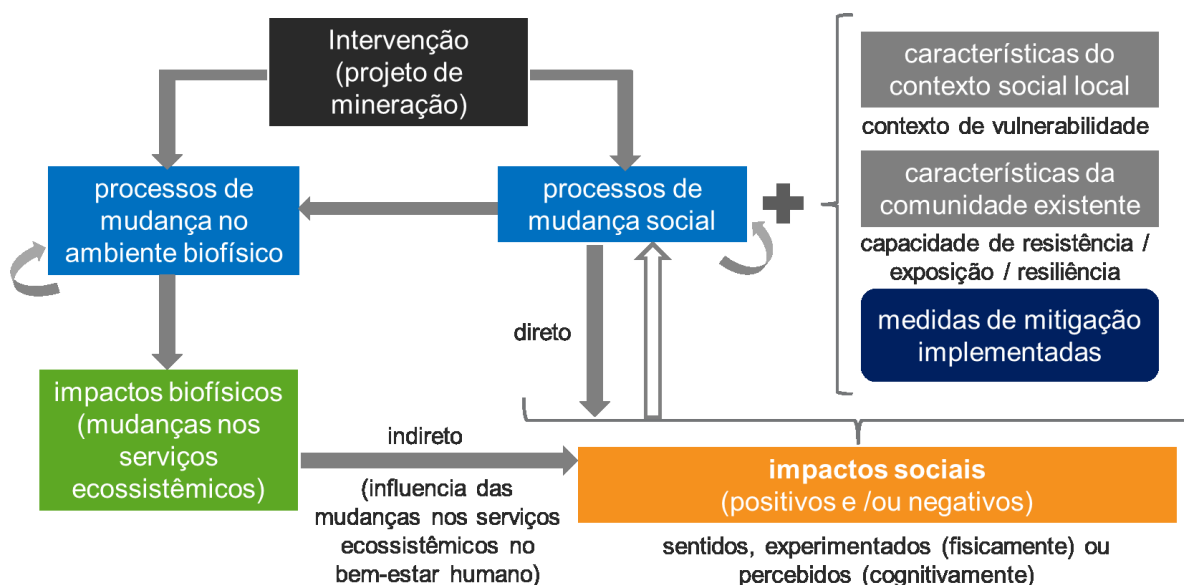 Intervenção
(projeto de
mineração)
características do
contexto social local
contexto de vulnerabilidade
processos de
mudança no
ambiente biofísico
processos de
mudança social
características da
comunidade existente
capacidade de resistência /
exposição / resiliência
medidas de mitigação
implementadas
direto
impactos biofísicos
(mudanças nos
serviços
ecossistêmicos)
indireto
(influencia das
mudanças nos serviços
ecossistêmicos no
bem-estar humano)
impactos sociais
(positivos e /ou negativos)
sentidos, experimentados (fisicamente) ou
percebidos (cognitivamente)